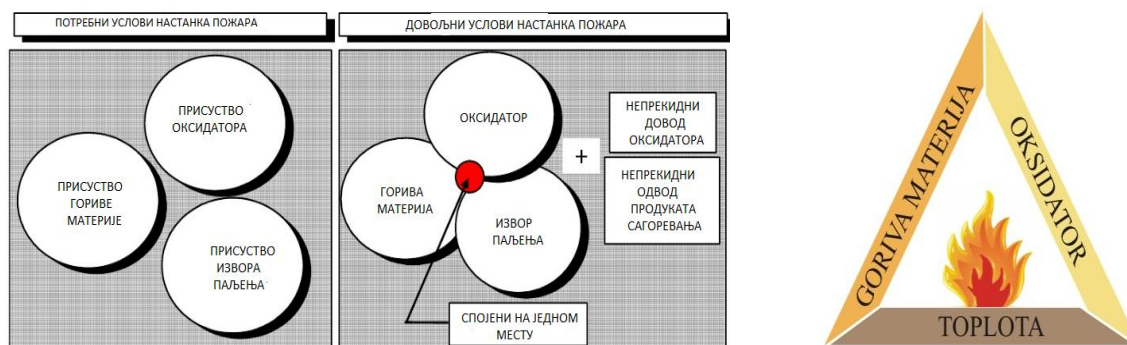 ПОТРЕБНИ УСЛОВИ НАСТАНКА ПОЖАРА
ПРИСУСТВО
ОКСИДАТОРА
ПРИСУСТВО
ГОРИВЕ
МАТЕРИЈЕ
ПРИСУСТВО
ИЗВОРА
ПАЉЕЊА
ДОВОЉНИ УСЛОВИ НАСТАНКА ПОЖАРА
ОКСИДАТОР
ГОРИВА
МАТЕРИЈА
ИЗВОР
ПАЉЕЊА
+
НЕПРЕКИДНИ
ДОВОД
ОКСИДАТОРА
НЕПРЕКИДНИ
ОДВОД
ПРОДУКАТА
САГОРЕВАЊА
СПОЈЕНИ НА ЈЕДНОМ
МЕСТУ
GORIVA MATERIJA
OKSIDATOR
TOPLOTA